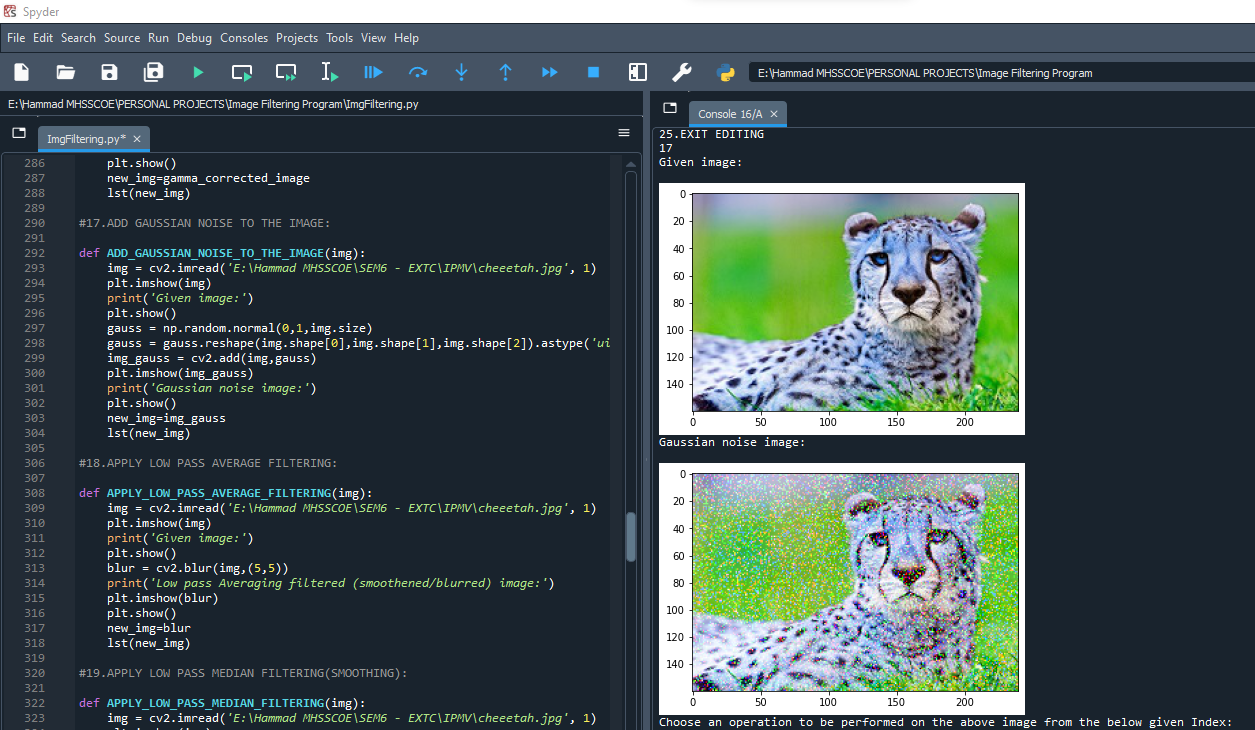 Spyder
File Edit Search Source Run Debug Consoles Projects Tools View Help
E:\Hammad MHSSCOE\PERSONAL PROJECTS\Image Filtering Program
E:\Hammad MHSSCOE\PERSONAL PROJECTS\Image Filtering Program\ImgFiltering.py
ImgFiltering.py*
286 plt.show()
287 new_img=gamma_corrected_image
288 lst(new_img)
289
290 #17.ADD GAUSSIAN NOISE TO THE IMAGE:
291
292 def ADD_GAUSSIAN_NOISE_TO_THE_IMAGE(img):
293 img = cv2.imread('E:\Hammad MHSSCOE\SEM6 - EXTC\IPMV\cheeetah.jpg', 1)
294 plt.imshow(img)
295 print('Given image:')
296 plt.show()
297 gauss = np.random.normal(0,1,img.size)
298 gauss = gauss.reshape(img.shape[0],img.shape[1],img.shape[2]).astype('ui
299 img_gauss = cv2.add(img,gauss)
300 plt.imshow(img_gauss)
301 print('Gaussian noise image:')
302 plt.show()
303 new_img=img_gauss
304 lst(new_img)
305
306 #18.APPLY LOW PASS AVERAGE FILTERING:
307
308 def APPLY_LOW_PASS_AVERAGE_FILTERING(img):
309 img = cv2.imread('E:\Hammad MHSSCOE\SEM6 - EXTC\IPMV\cheeetah.jpg', 1)
310 plt.imshow(img)
311 print('Given image:')
312 plt.show()
313 blur = cv2.blur(img,(5,5))
314 print('Low pass Averaging filtered (smoothened/blurred) image:')
315 plt.imshow(blur)
316 plt.show()
317 new_img=blur
318 lst(new_img)
319
320 #19.APPLY LOW PASS MEDIAN FILTERING(SMOOTHING):
321
322 def APPLY_LOW_PASS_MEDIAN_FILTERING(img):
323 img = cv2.imread('E:\Hammad MHSSCOE\SEM6 - EXTC\IPMV\cheeetah.jpg', 1)
Console 16/A
25.EXIT EDITING
17
Given image:
0
20
40
60
80
100
120
140
0 50 100 150 200
Gaussian noise image:
0
20
40
60
80
100
120
140
0 50 100 150 200
Choose an operation to be performed on the above image from the below given Index: